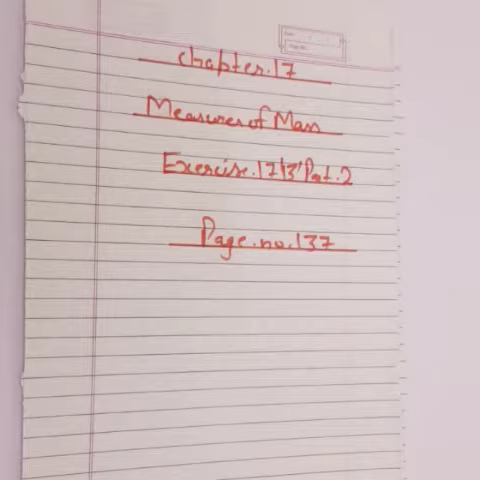 Chapter.17
Measures of Mass
Exercise.17'3'Part.2
Page.no.137